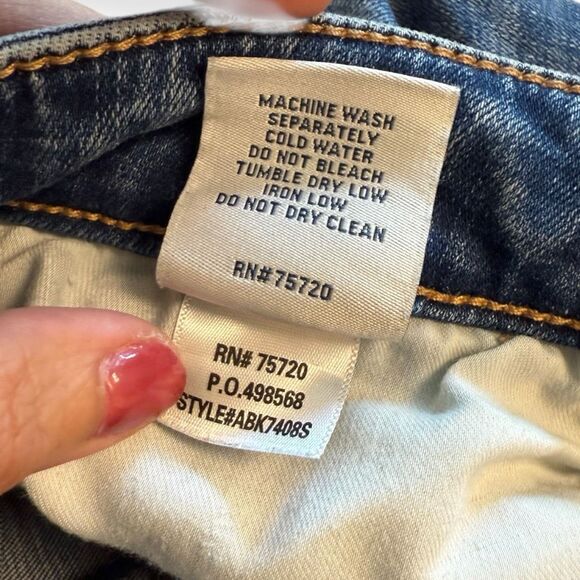 MACHINE WASH
SEPARATELY
COLD WATER
DO NOT BLEACH
TUMBLE DRY LOW
IRON LOW
DO NOT DRY CLEAN
RN# 75720
RN# 75720
P.O.498568
STYLE#ABK7408S